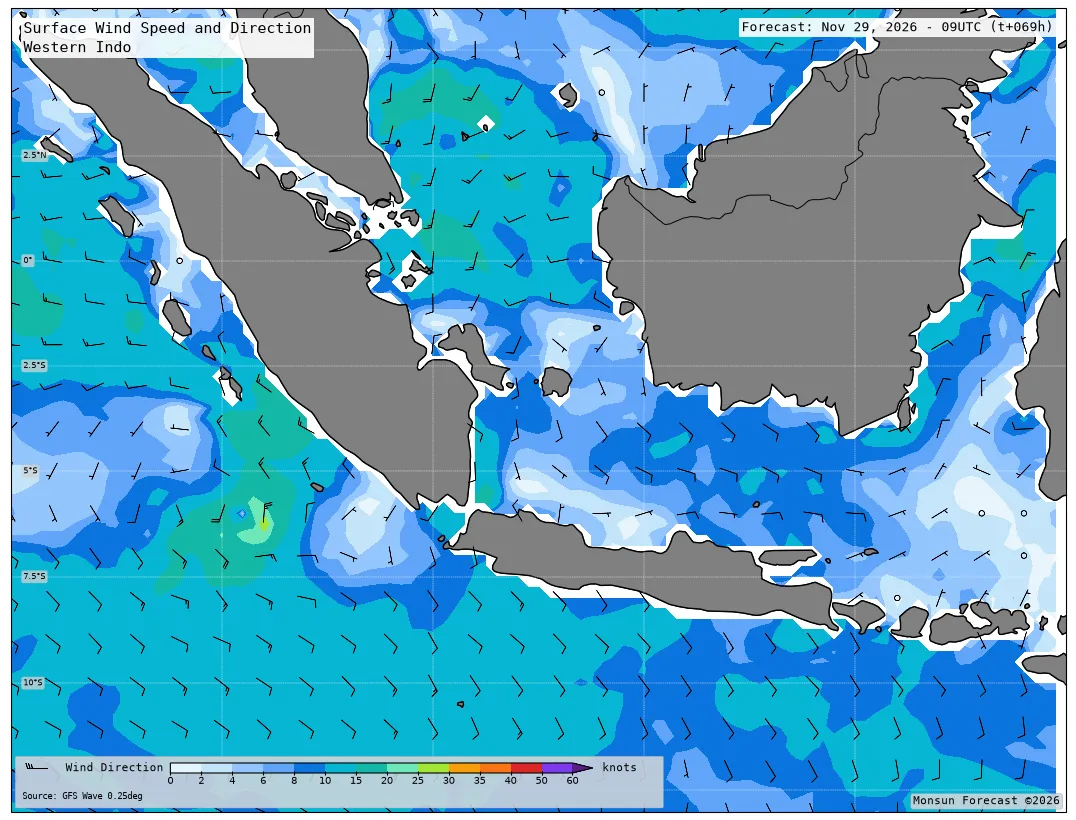 Surface Wind Speed and Direction
Western Indo
Forecast: Nov 29, 2026 - 09UTC (t+069h)
2.5°N
0°
2.5°S
5°S
7.5°S
10°S
Wind Direction
0 2 4 6 8 10 15 20 25 30 35 40 50 60
knots
Source: GFS Wave 0.25deg
Monsun Forecast ©2026